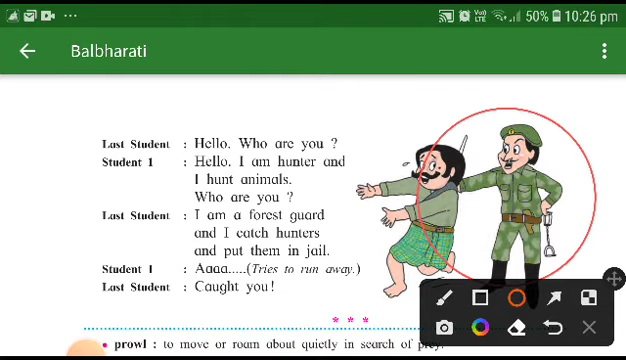 50% 10:26 pm
Balbharati
Last Student : Hello. Who are you ?
Student 1 : Hello. I am hunter and
I hunt animals.
Who are you ?
Last Student : I am a forest guard
and I catch hunters
and put them in jail.
Student 1 : Aaaa.....(Tries to run away.)
Last Student : Caught you!
* * *
• prowl : to move or roam about quietly in search of prey.